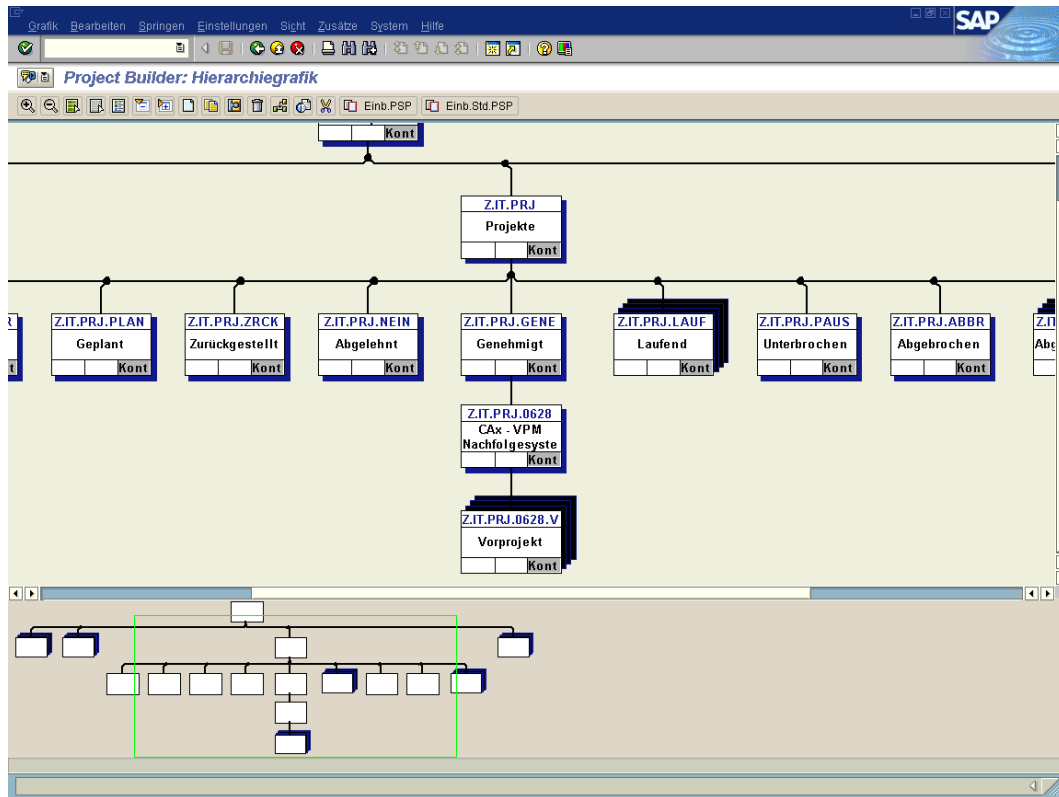 Grafik Bearbeiten Springen Einstellungen Sicht Zusätze System Hilfe
SAP
Project Builder: Hierarchiegrafik
Einb.PSP Einb.Std.PSP
Kont
Z.IT.PRJ
Projekte
Kont
R Z.IT.PRJ.PLAN Z.IT.PRJ.ZRCK Z.IT.PRJ.NEIN Z.IT.PRJ.GENE Z.IT.PRJ.LAUF Z.IT.PRJ.PAUS Z.IT.PRJ.ABBR Z.IT
Geplant Zurückgestellt Abgelehnt Genehmigt Laufend Unterbrochen Abgebrochen Abg
t Kont Kont Kont Kont Kont Kont Kont
Z.IT.PRJ.0628
CAx - VPM
Nachfolgesyste
Kont
Z.IT.PRJ.0628.V
Vorprojekt
Kont